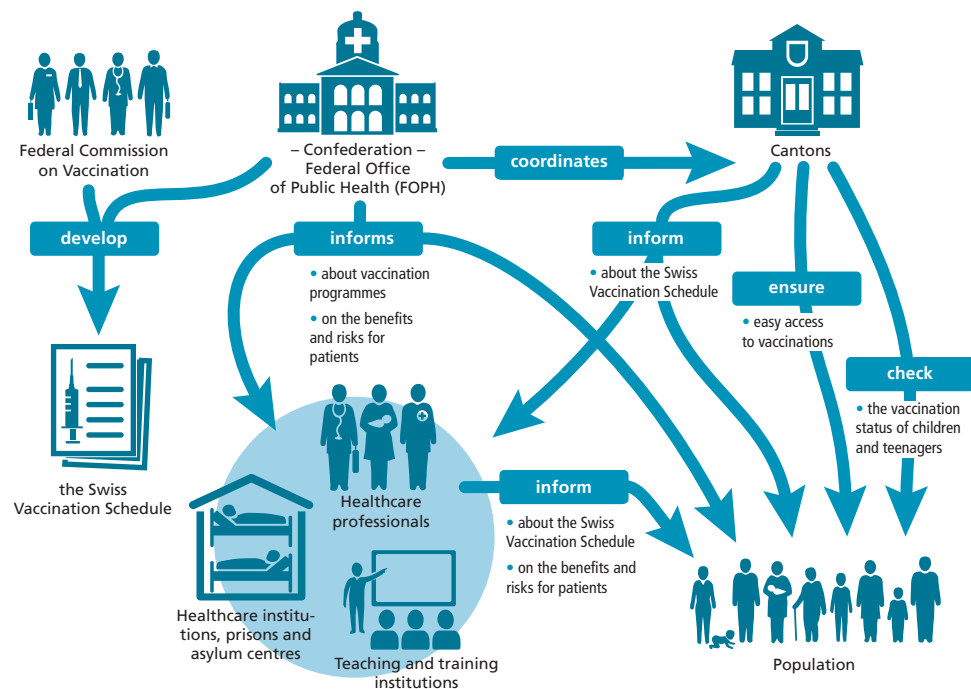 Federal Commission
on Vaccination
– Confederation –
Federal Office
of Public Health (FOPH)
coordinates
Cantons
develop
informs
• about vaccination
programmes
• on the benefits
and risks for
patients
inform
• about the Swiss
Vaccination Schedule
ensure
• easy access
to vaccinations
check
• the vaccination
status of children
and teenagers
the Swiss
Vaccination Schedule
Healthcare
professionals
Healthcare institu-
tions, prisons and
asylum centres
Teaching and training
institutions
inform
• about the Swiss
Vaccination Schedule
• on the benefits and
risks for patients
Population